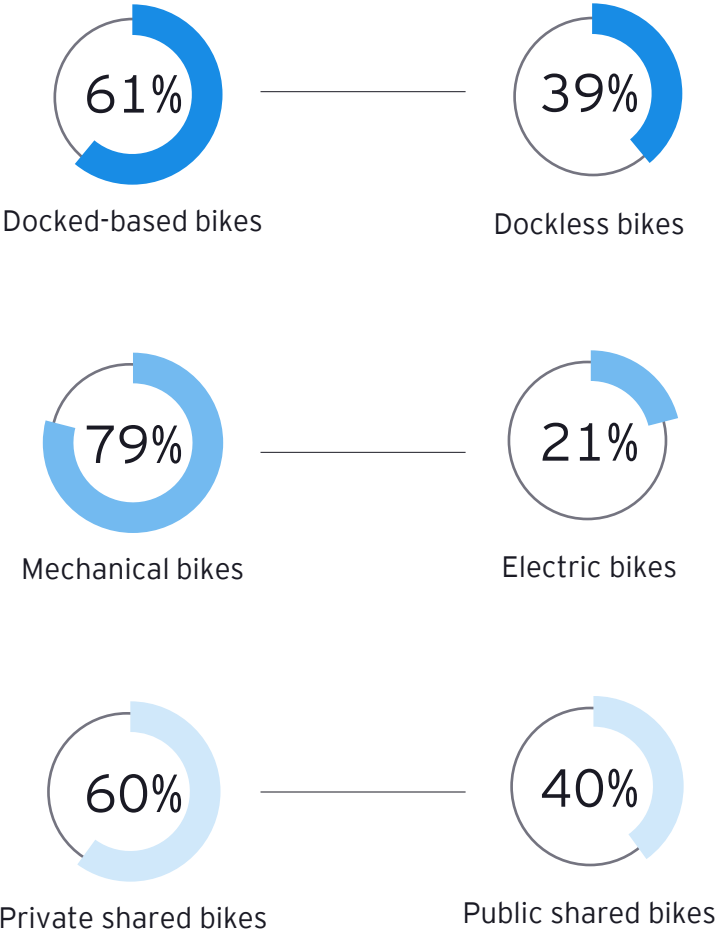 61%
39%
Docked-based bikes
Dockless bikes
79%
21%
Mechanical bikes
Electric bikes
60%
40%
Private shared bikes
Public shared bikes